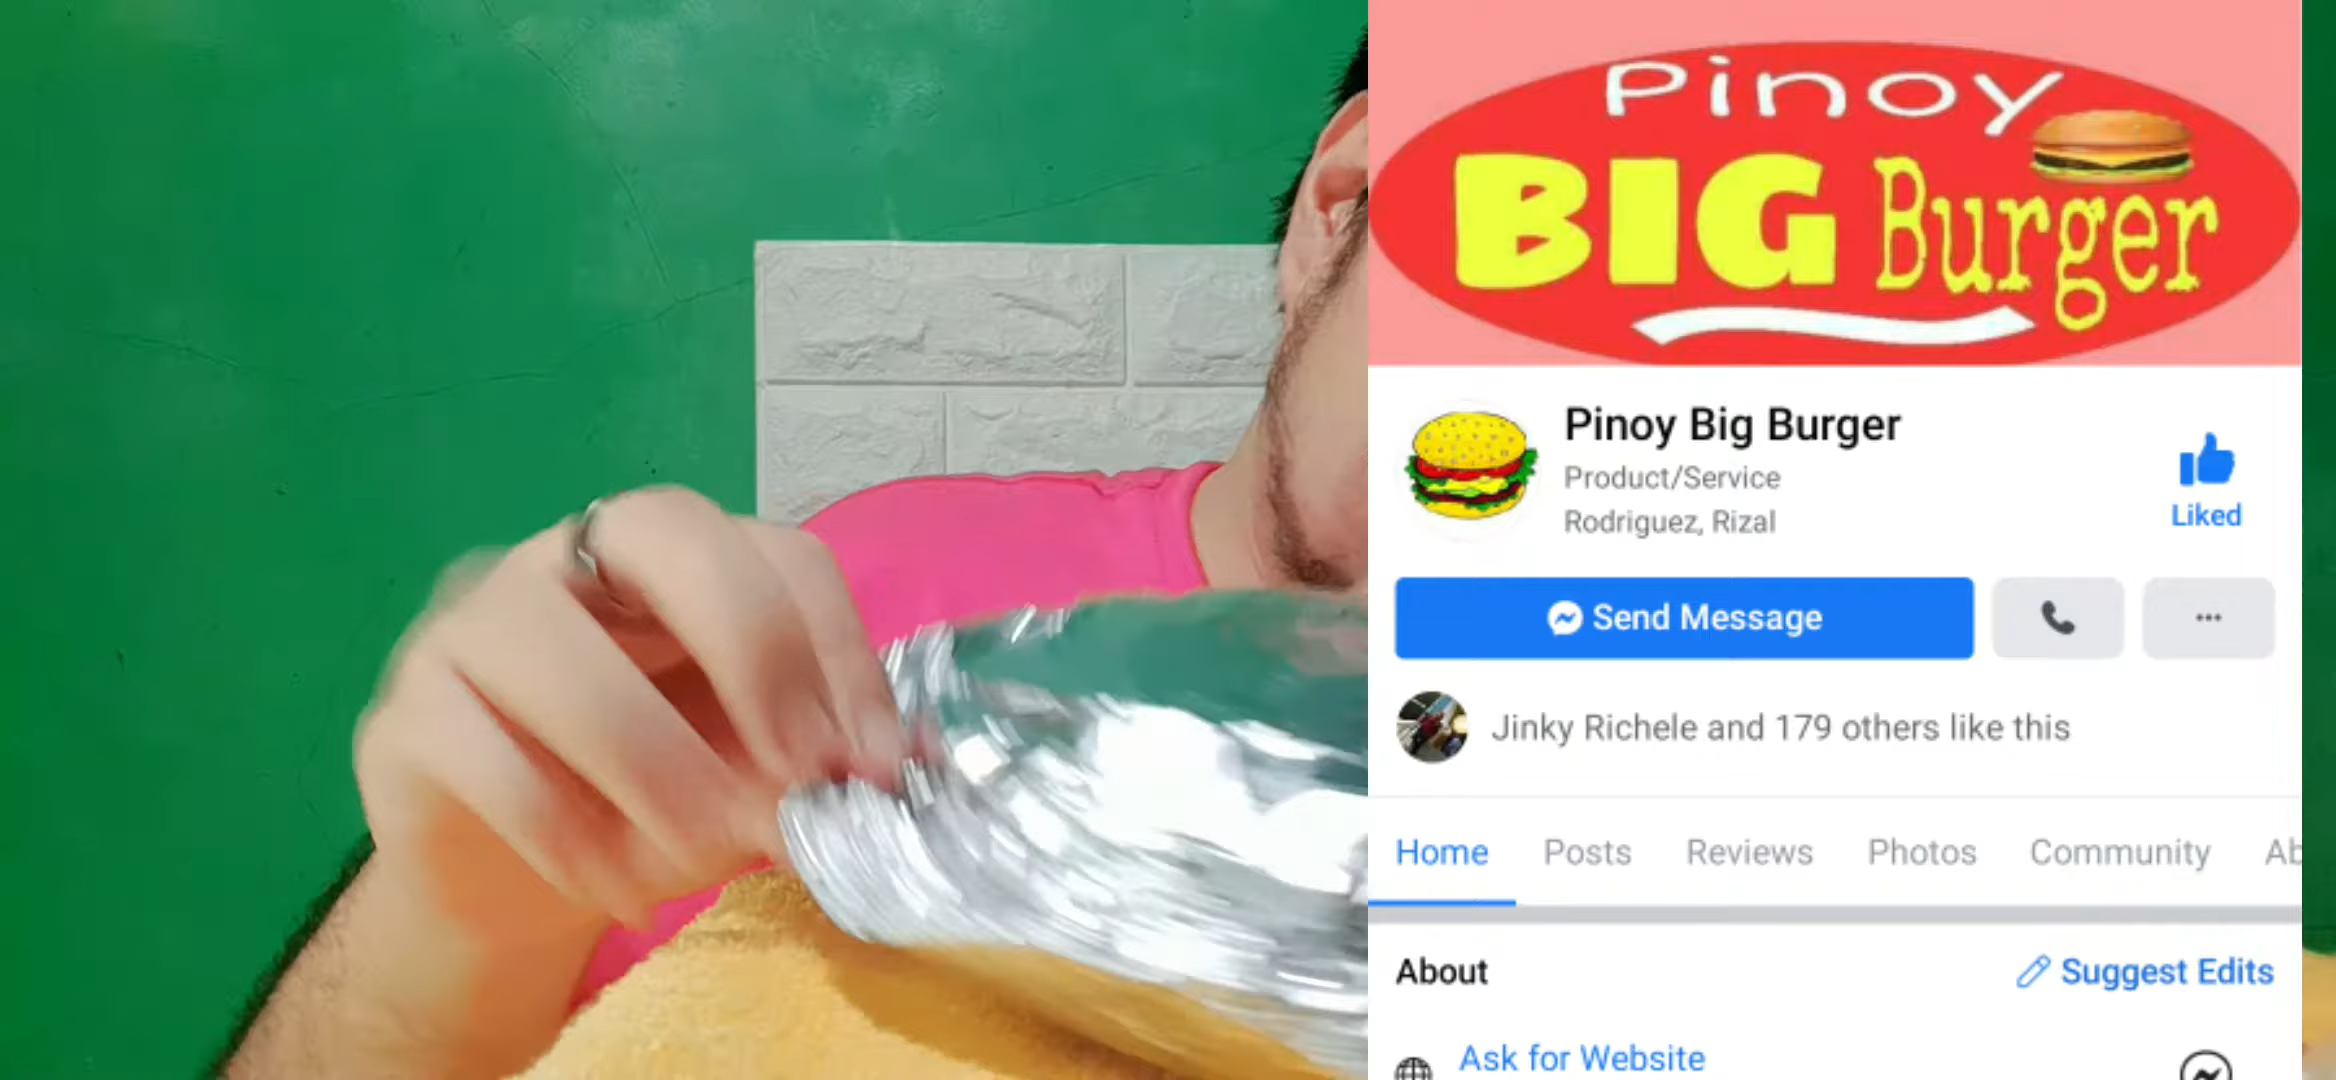 Pinoy
BIG Burger
Pinoy Big Burger
Product/Service
Rodriguez, Rizal
Liked
Send Message
Jinky Richele and 179 others like this
Home Posts Reviews Photos Community Ab
About
Suggest Edits
Ask for Website